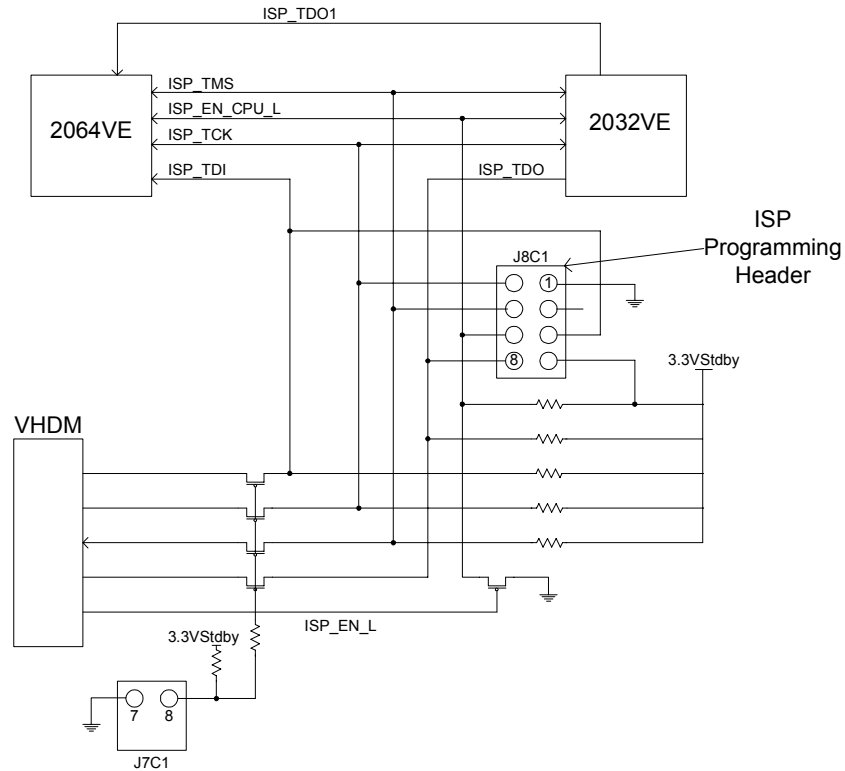 ISP_TDO1
2064VE
ISP_TMS
ISP_EN_CPU_L
ISP_TCK
ISP_TDI
ISP_TDO
2032VE
ISP
Programming
Header
J8C1
1
8
3.3VStdby
VHDM
ISP_EN_L
3.3VStdby
7 8
J7C1